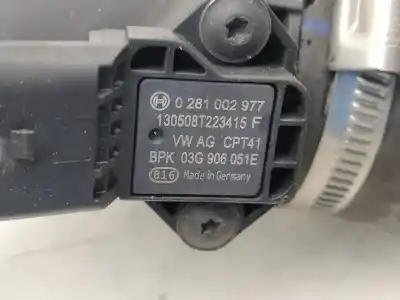 0 281 002 977
130508T223415 F
VW AG CPT41
BPK 03G 906 051E
816 Made in Germany